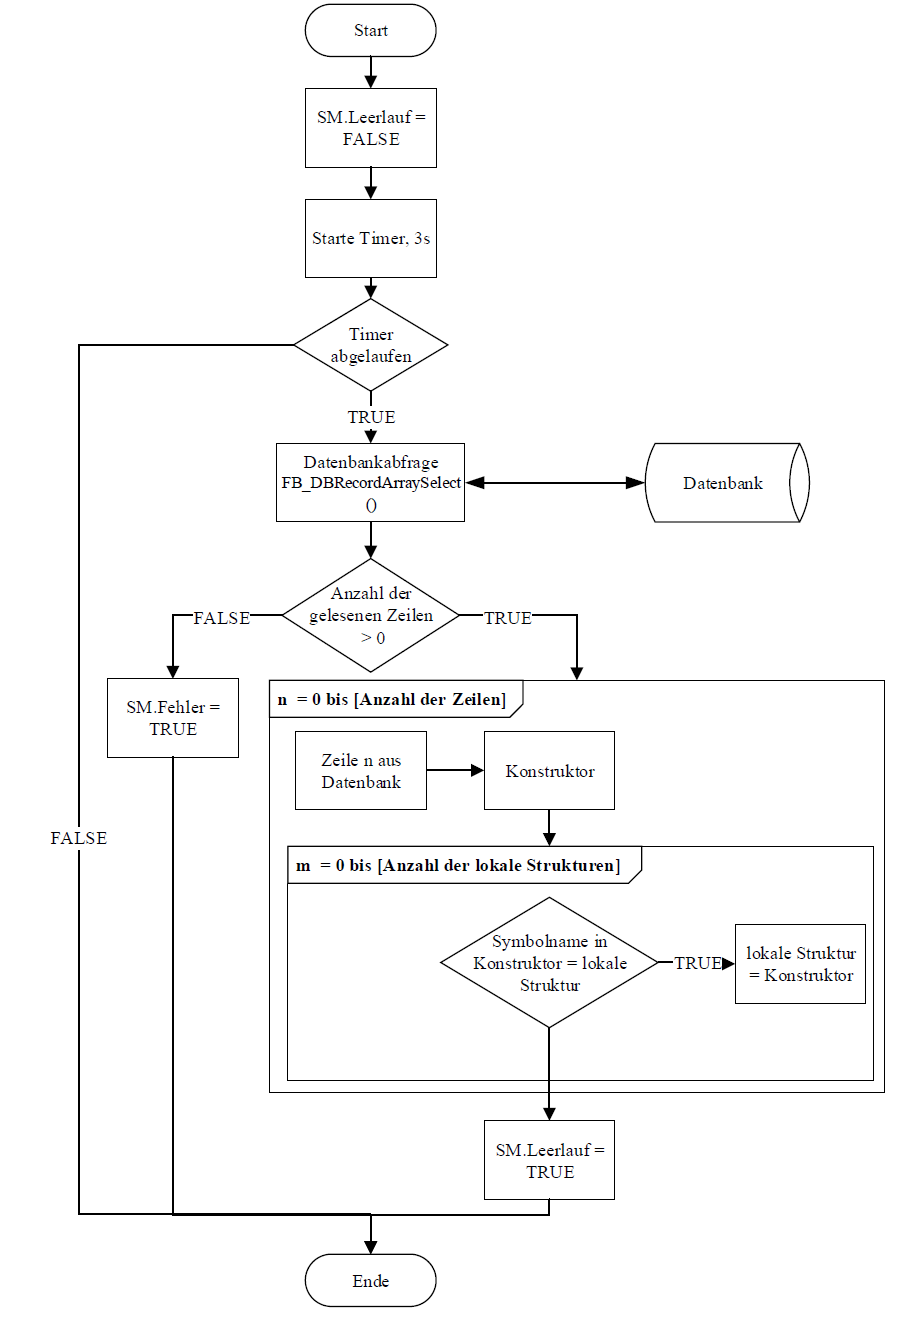 Start
SM.Leerlauf =
FALSE
Starte Timer, 3s
Timer
abgelaufen
TRUE
Datenbankabfrage
FB_DBRecordArraySelect
()
Datenbank
Anzahl der
gelesenen Zeilen
> 0
FALSE
TRUE
SM.Fehler =
TRUE
n = 0 bis [Anzahl der Zeilen]
Zeile n aus
Datenbank
Konstruktor
FALSE
m = 0 bis [Anzahl der lokale Strukturen]
Symbolname in
Konstruktor = lokale
Struktur
TRUE
lokale Struktur
= Konstruktor
SM.Leerlauf =
TRUE
Ende